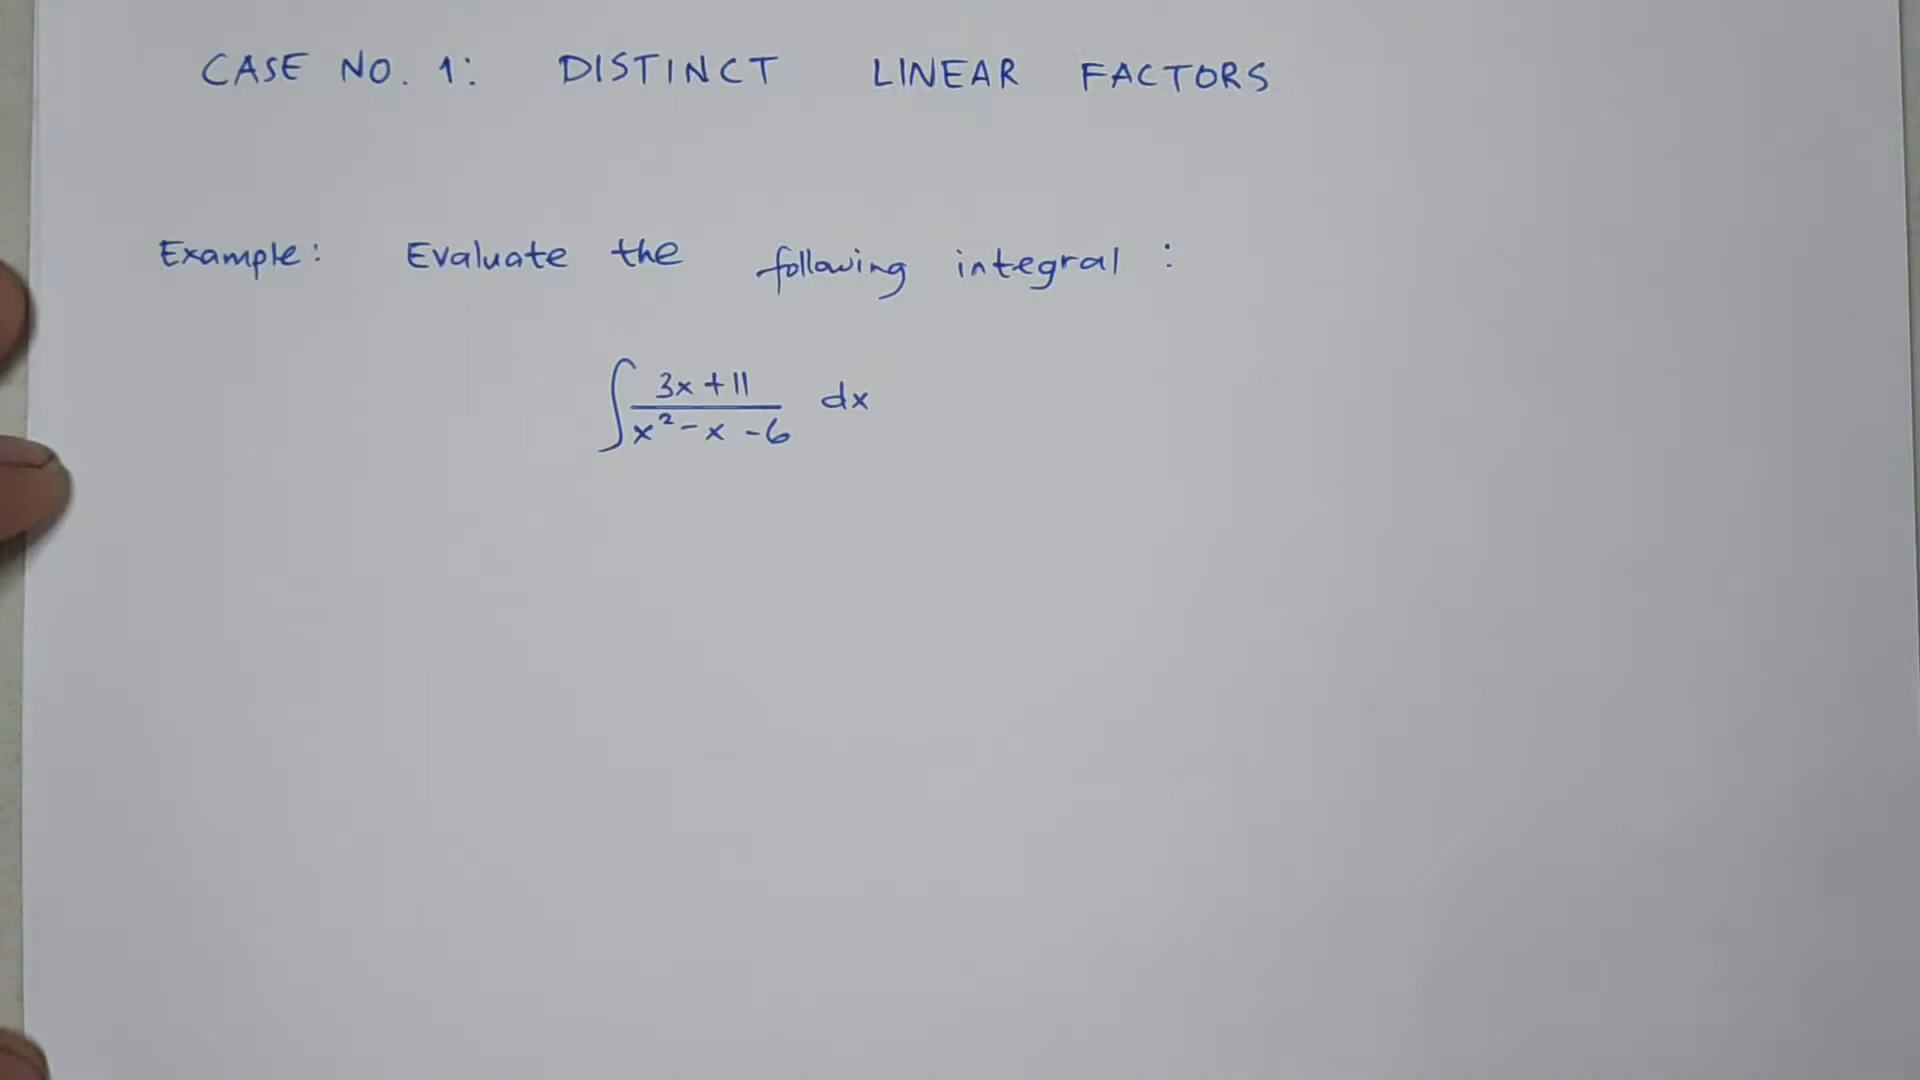 CASE NO. 1: DISTINCT LINEAR FACTORS
Example: Evaluate the following integral :
∫ (3x + 11) / (x² - x - 6) dx